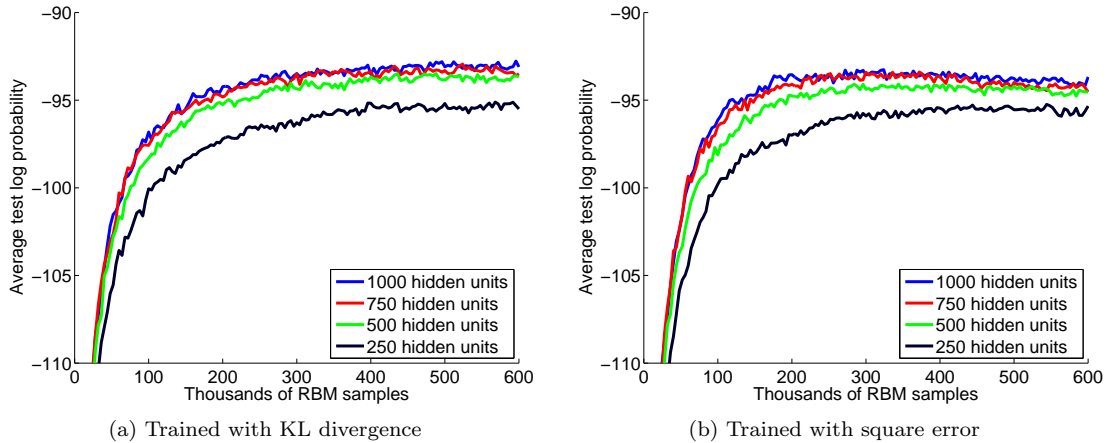 −90
−95
−100
−105
−110
Average test log probability
0
100
200
300
400
500
600
Thousands of RBM samples
1000 hidden units
750 hidden units
500 hidden units
250 hidden units
(a) Trained with KL divergence
−90
−95
−100
−105
−110
Average test log probability
0
100
200
300
400
500
600
Thousands of RBM samples
1000 hidden units
750 hidden units
500 hidden units
250 hidden units
(b) Trained with square error